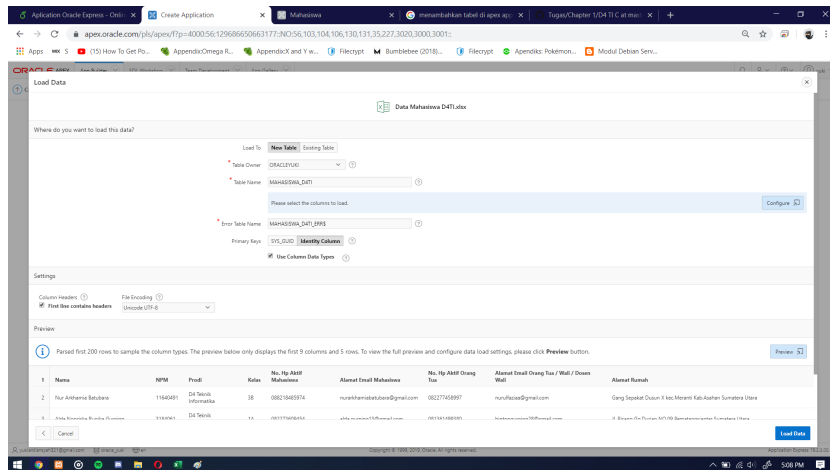 Aplication Oracle Express - Onlin
Create Application
Mahasiswa
menambahkan tabel di apex app
Tugas/Chapter 1/D4 TI C at mast
apex.oracle.com/pls/apex/f?p=4000:56:129686650663177::NO:56,103,104,106,130,131,35,227,3020,3000,3001::
Apps
S
(15) How To Get Po...
Appendix:Omega R...
AppendicX and Y w...
Filecrypt
Bumblebee (2018)...
Filecrypt
Apendiks: Pokémon...
Modul Debian Serv...
Load Data
Data Mahasiswa D4TI.xlsx
Where do you want to load this data?
Load To New Table Existing Table
* Table Owner ORACLEYUKI
* Table Name MAHASISWA_D4TI
Please select the columns to load.
Configure
* Error Table Name MAHASISWA_D4TI_ERR$
Primary Keys SYS_GUID Identity Column
Use Column Data Types
Settings
Column Headers File Encoding
First line contains headers Unicode UTF-8
Preview
Parsed first 200 rows to sample the column types. The preview below only displays the first 9 columns and 5 rows. To view the full preview and configure data load settings, please click Preview button.
Preview
1 Nama NPM Prodi Kelas No. Hp Aktif Mahasiswa Alamat Email Mahasiswa No. Hp Aktif Orang Tua Alamat Email Orang Tua / Wali / Dosen Wali Alamat Rumah
2 Nur Arkhamia Batubara 11640491 D4 Teknik Informatika 3B 088218485974 nurarkhamiabatubara@gmail.com 082277458997 nurulfaziaa@gmail.com Gang Sepakat Dusun X kec.Meranti Kab.Asahan Sumatera Utara
D4 Teknik
Cancel
Load Data
Copyright © 1999, 2018, Oracle. All rights reserved.
5:08 PM